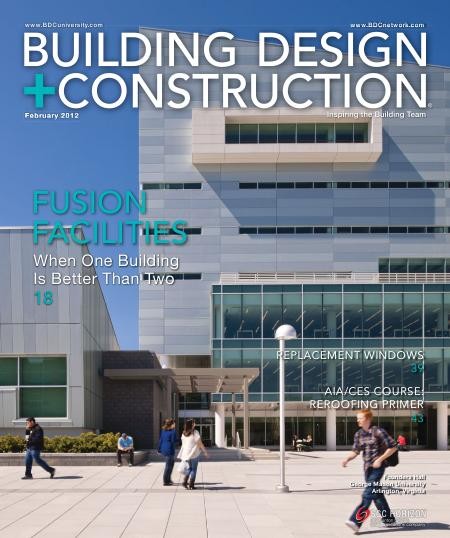 www.BDCuniversity.com
www.BDCnetwork.com
BUILDING DESIGN
+CONSTRUCTION®
February 2012
Inspiring the Building Team
FUSION
FACILITIES
When One Building
Is Better Than Two
18
REPLACEMENT WINDOWS
39
AIA/CES COURSE:
REROOFING PRIMER
43
Founders Hall
George Mason University
Arlington, Virginia
SGC HORIZON